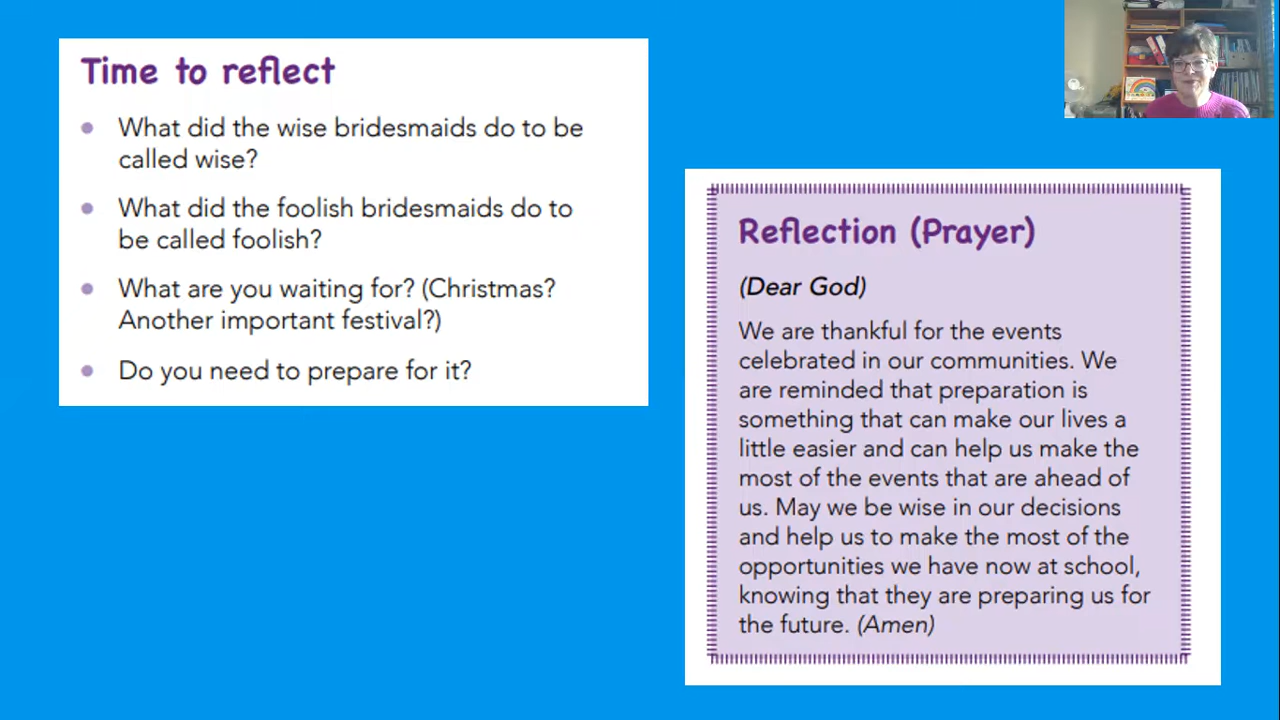 Time to reflect
What did the wise bridesmaids do to be
called wise?
What did the foolish bridesmaids do to
be called foolish?
What are you waiting for? (Christmas?
Another important festival?)
Do you need to prepare for it?
Reflection (Prayer)
(Dear God)
We are thankful for the events
celebrated in our communities. We
are reminded that preparation is
something that can make our lives a
little easier and can help us make the
most of the events that are ahead of
us. May we be wise in our decisions
and help us to make the most of the
opportunities we have now at school,
knowing that they are preparing us for
the future. (Amen)